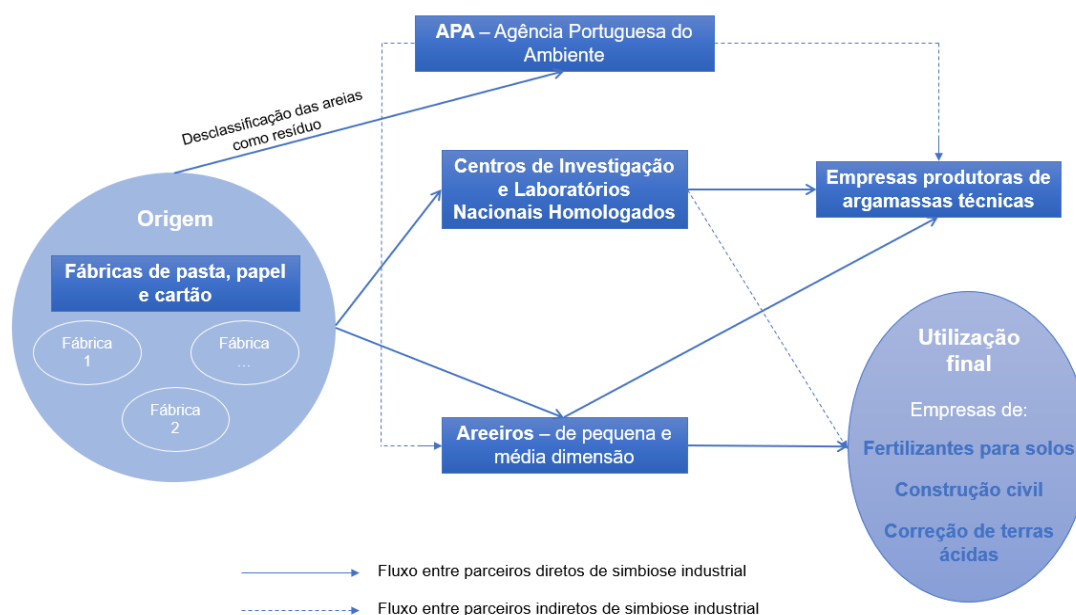 APA – Agência Portuguesa do
Ambiente
Desclassificação das areias
como resíduo
Centros de Investigação
e Laboratórios
Nacionais Homologados
Empresas produtoras de
argamassas técnicas
Origem
Fábricas de pasta, papel
e cartão
Fábrica
1
Fábrica
...
Fábrica
2
Areeiros – de pequena e
média dimensão
Utilização
final
Empresas de:
Fertilizantes para solos
Construção civil
Correção de terras
ácidas
Fluxo entre parceiros diretos de simbiose industrial
Fluxo entre parceiros indiretos de simbiose industrial